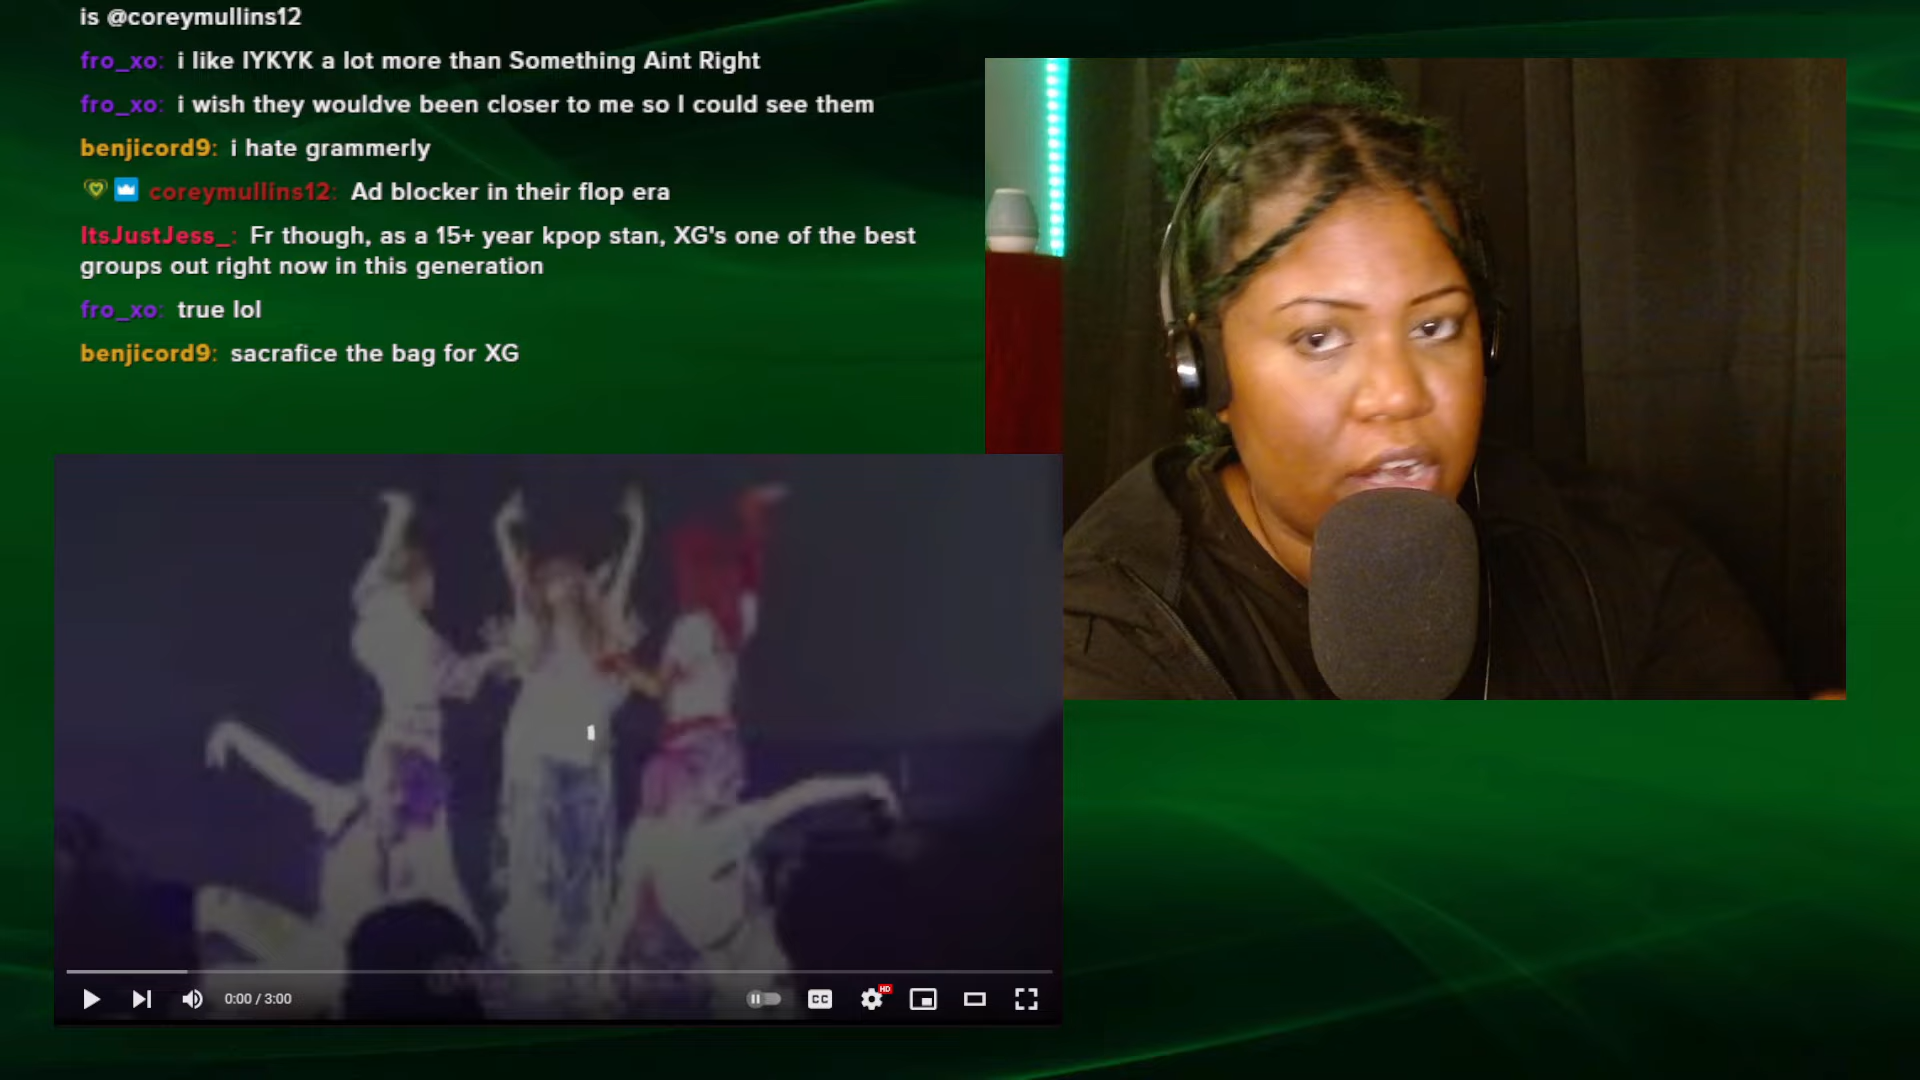 is @coreymullins12
fro_xo: i like IYKYK a lot more than Something Aint Right
fro_xo: i wish they wouldve been closer to me so I could see them
benjicord9: i hate grammerly
coreymullins12: Ad blocker in their flop era
ItsJustJess_: Fr though, as a 15+ year kpop stan, XG's one of the best
groups out right now in this generation
fro_xo: true lol
benjicord9: sacrafice the bag for XG
0:00 / 3:00
CC
HD